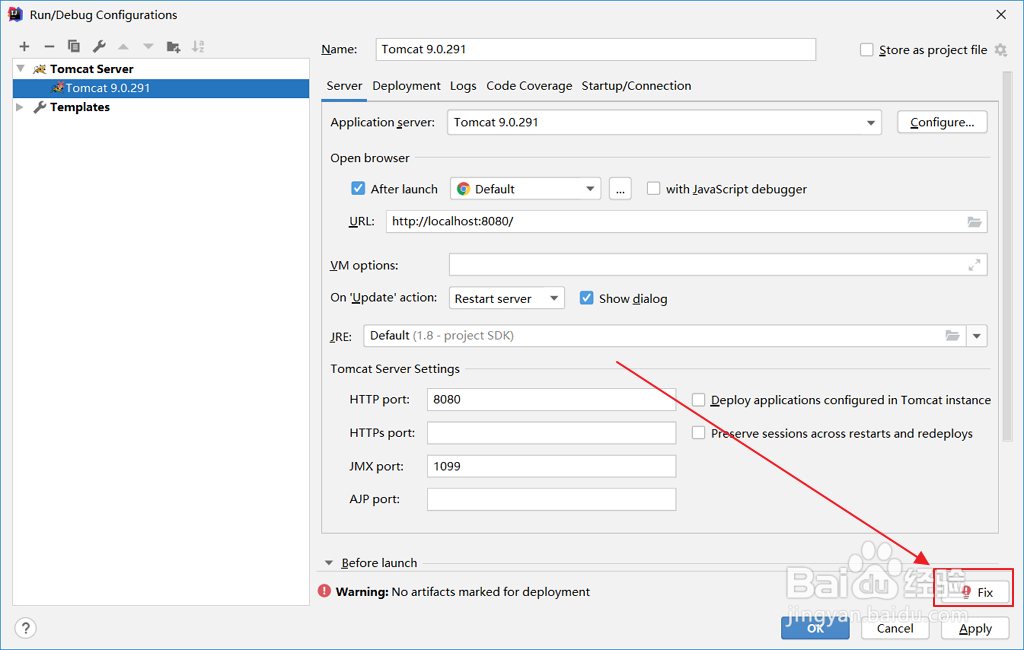 Run/Debug Configurations
Name: Tomcat 9.0.291 Store as project file
Tomcat Server
Tomcat 9.0.291
Templates
Server Deployment Logs Code Coverage Startup/Connection
Application server: Tomcat 9.0.291 Configure...
Open browser
After launch Default ... with JavaScript debugger
URL: http://localhost:8080/
VM options:
On 'Update' action: Restart server Show dialog
JRE: Default (1.8 - project SDK)
Tomcat Server Settings
HTTP port: 8080 Deploy applications configured in Tomcat instance
HTTPs port: Preserve sessions across restarts and redeploys
JMX port: 1099
AJP port:
Before launch
Warning: No artifacts marked for deployment Fix
Bai du 经验
jingyan.baidu.com
? OK Cancel Apply